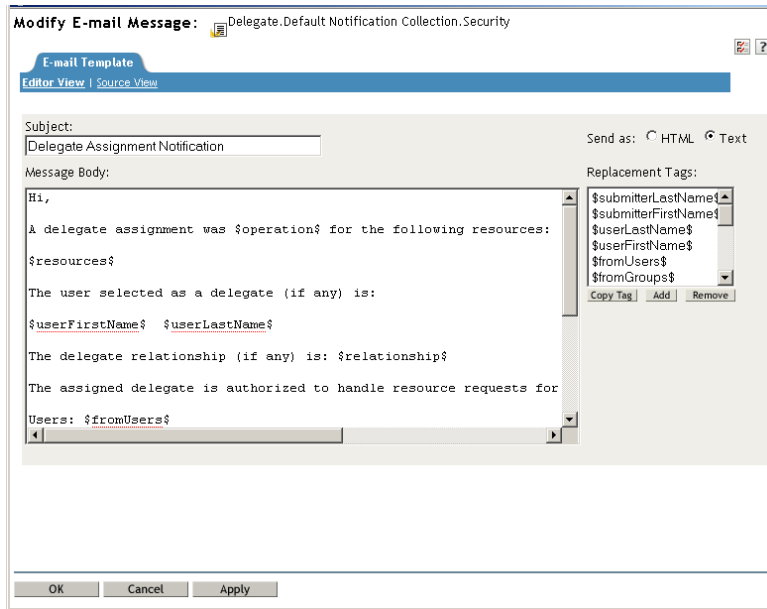 Modify E-mail Message: Delegate.Default Notification Collection.Security
?
E-mail Template
Editor View | Source View
Subject:
Delegate Assignment Notification
Send as: HTML Text
Message Body:
Hi,
A delegate assignment was $operation$ for the following resources:
$resources$
The user selected as a delegate (if any) is:
$userFirstName$ $userLastName$
The delegate relationship (if any) is: $relationship$
The assigned delegate is authorized to handle resource requests for
Users: $fromUsers$
Replacement Tags:
$submitterLastName$
$submitterFirstName$
$userLastName$
$userFirstName$
$fromUsers$
$fromGroups$
Copy Tag Add Remove
OK Cancel Apply